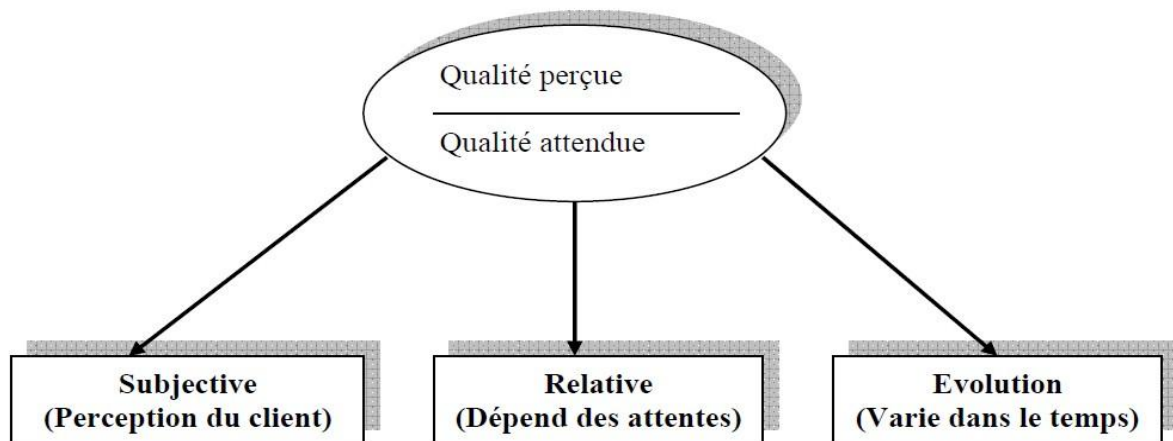 Qualité perçue
Qualité attendue
Subjective
(Perception du client)
Relative
(Dépend des attentes)
Evolution
(Varie dans le temps)